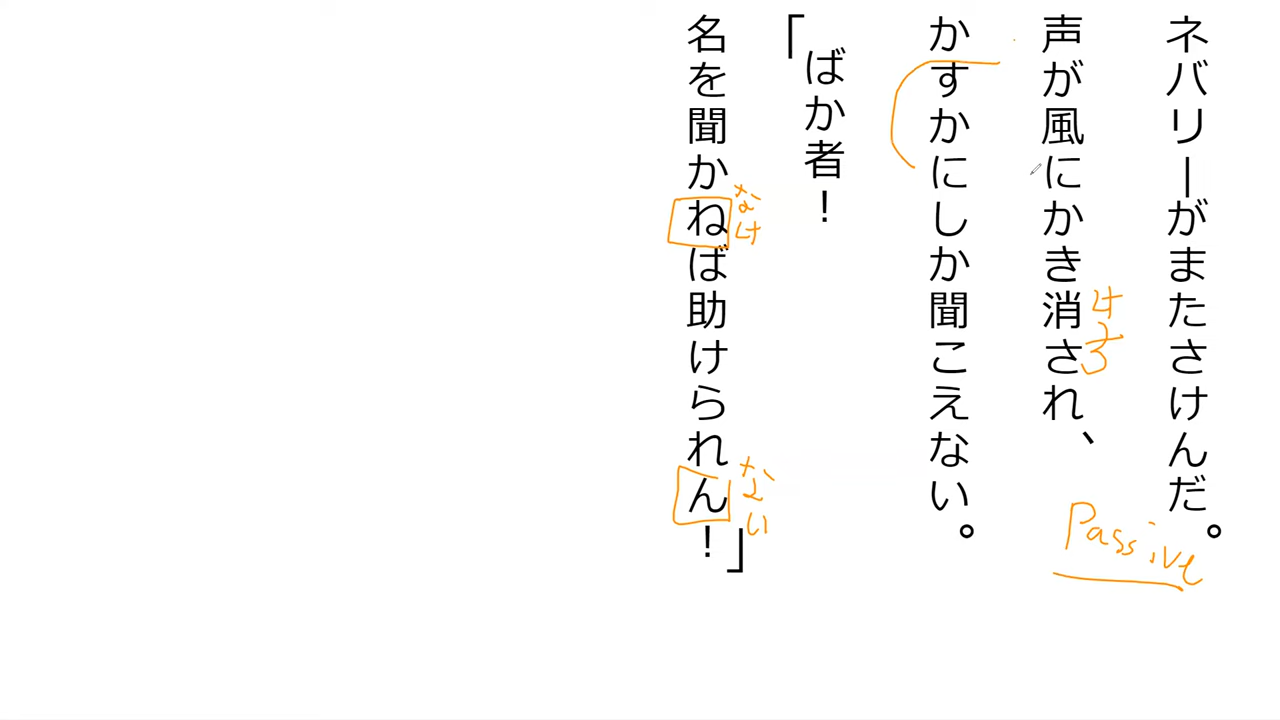 ネバリーがまたさけんだ。
声が風にかき消され、
かすかにしか聞こえない。
「ばか者！
名を聞かねば助けられん！」
なけ
ない
Passive